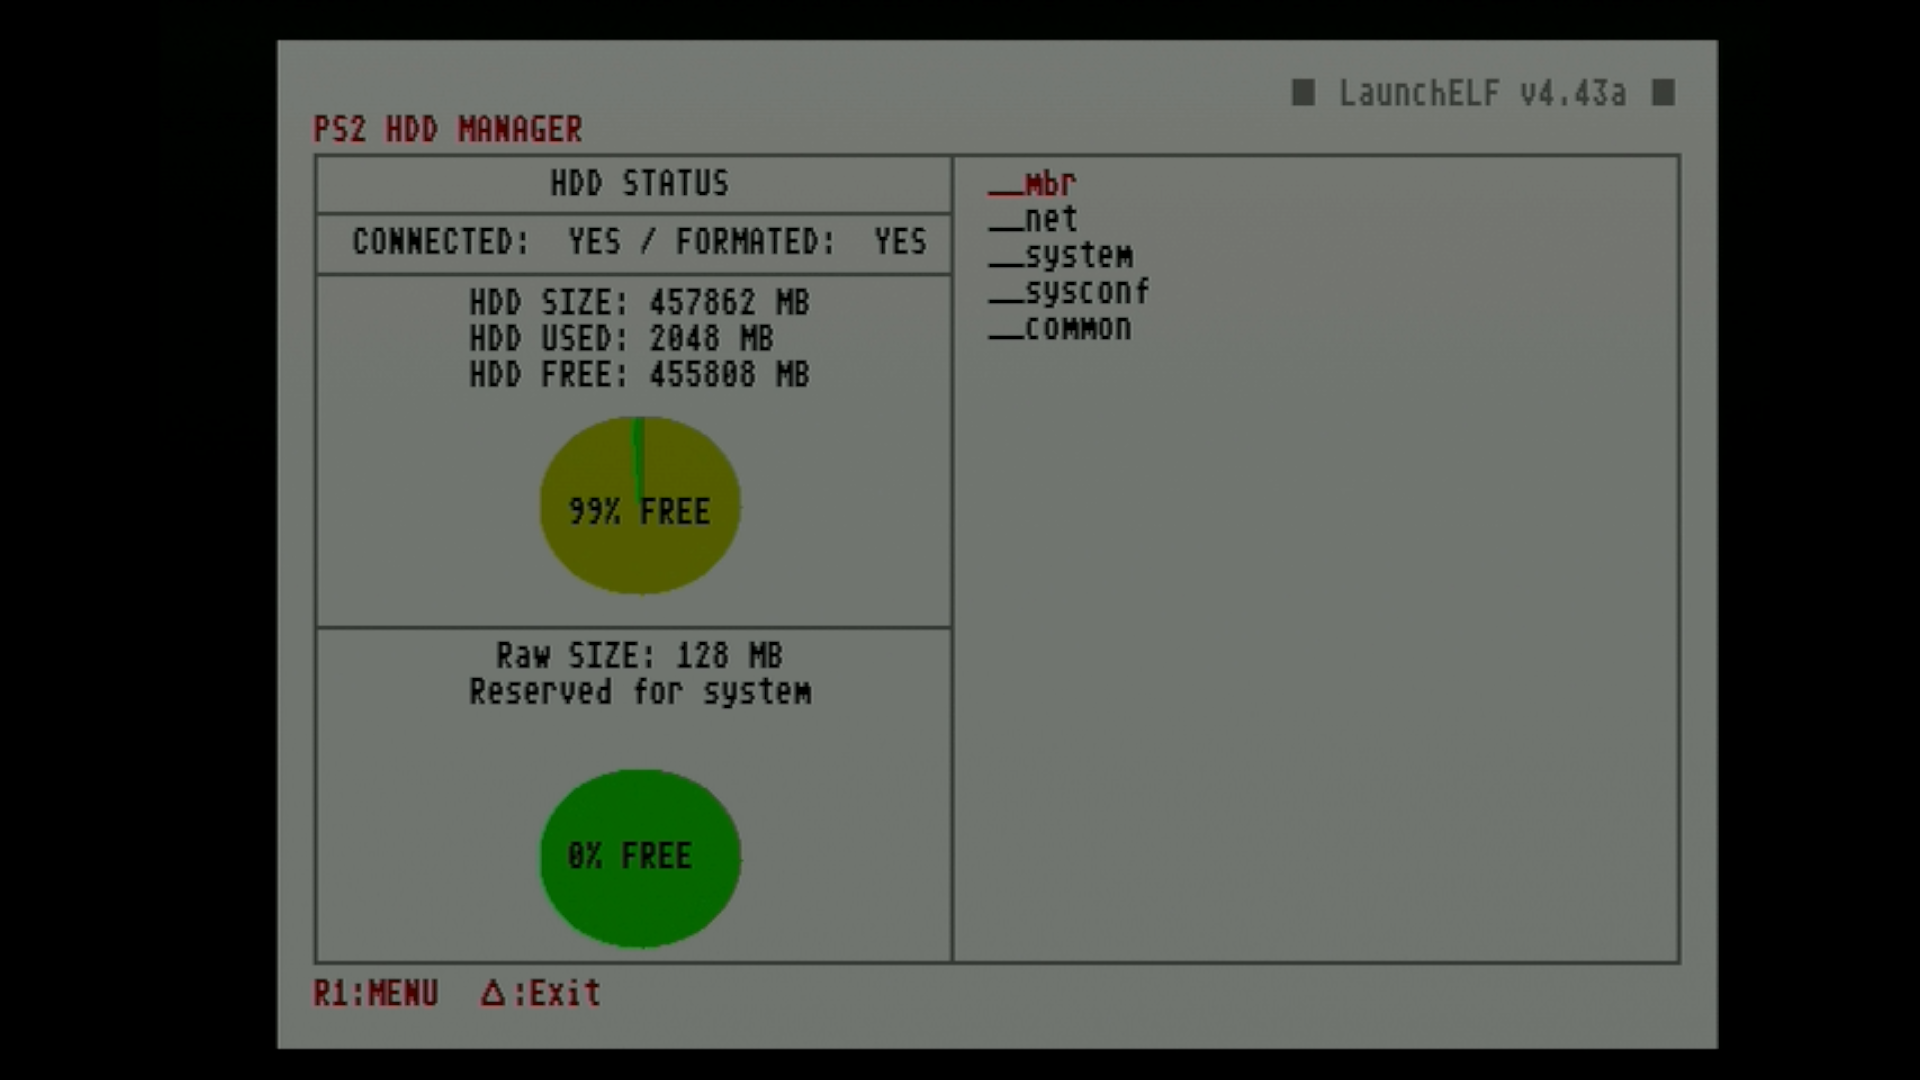 ■ LaunchELF v4.43a ■
PS2 HDD MANAGER
HDD STATUS
CONNECTED: YES / FORMATED: YES
HDD SIZE: 457862 MB
HDD USED: 2048 MB
HDD FREE: 455808 MB
99% FREE
Raw SIZE: 128 MB
Reserved for system
0% FREE
__mbr
__net
__system
__sysconf
__common
R1:MENU △:Exit